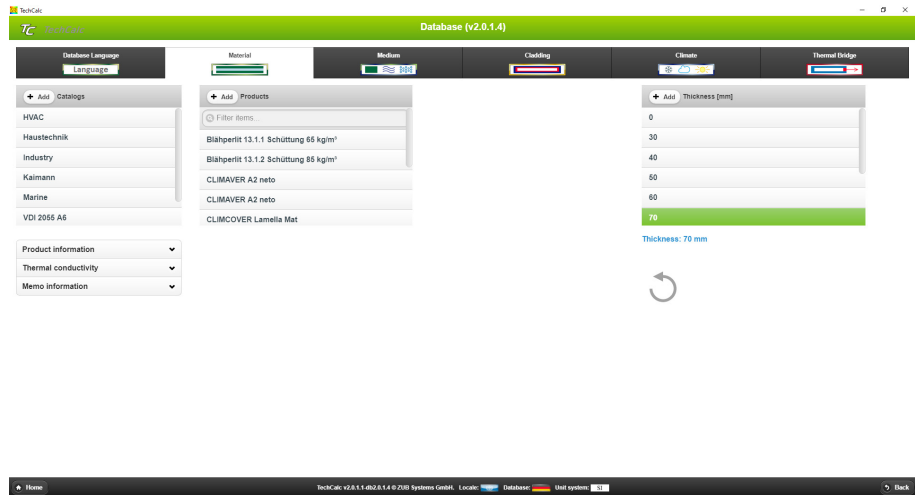 TechCalc
Database (v2.0.1.4)
TC TechCalc
Database Language
Language
Material
Medium
Cladding
Climate
Thermal Bridge
+ Add Catalogs
HVAC
Haustechnik
Industry
Kaimann
Marine
VDI 2055 A6
Product information
Thermal conductivity
Memo information
+ Add Products
Filter items...
Blähperlit 13.1.1 Schüttung 65 kg/m³
Blähperlit 13.1.2 Schüttung 85 kg/m³
CLIMAVER A2 neto
CLIMAVER A2 neto
CLIMCOVER Lamella Mat
+ Add Thickness [mm]
0
30
40
50
60
70
Thickness: 70 mm
Home
TechCalc v2.0.1.1-db2.0.1.4 © ZUB Systems GmbH. Locale: Database: Unit system: SI
Back